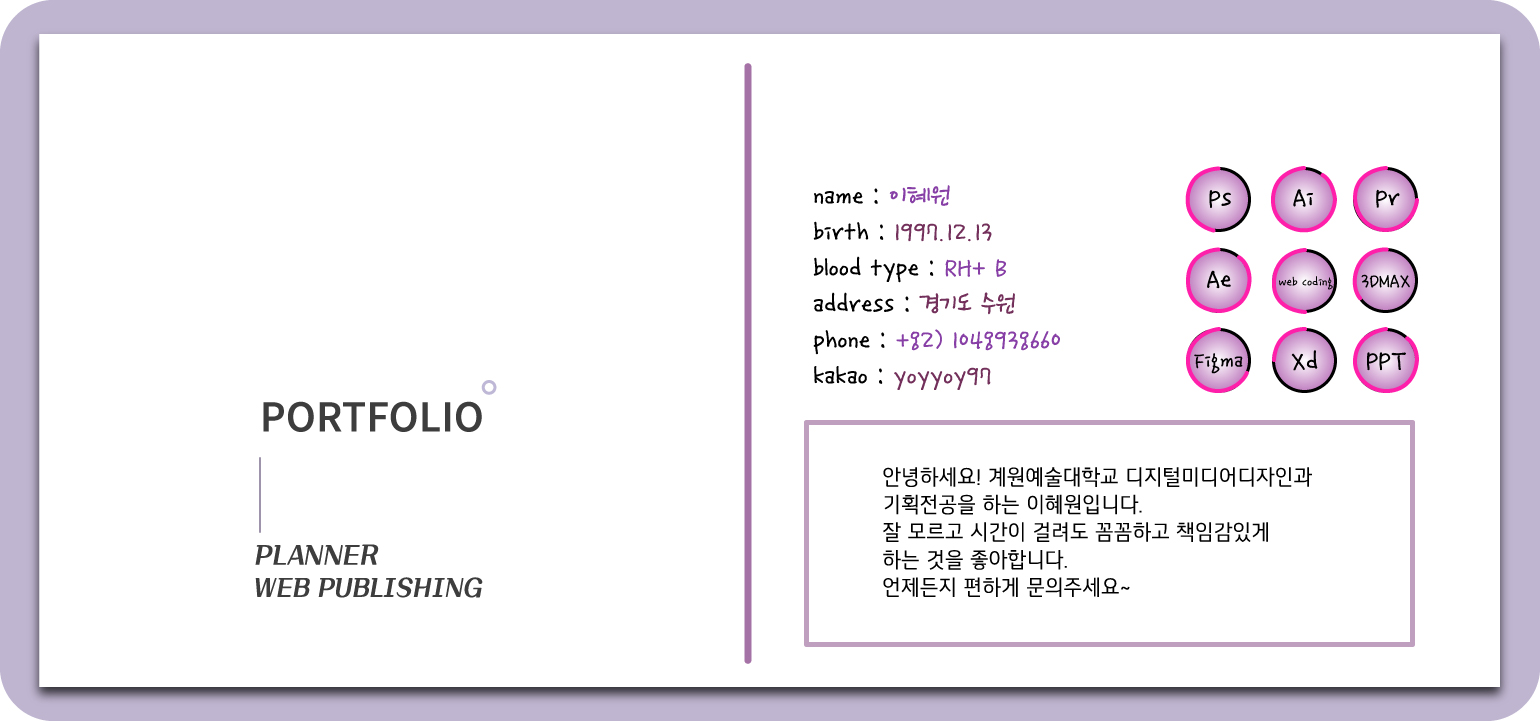 PORTFOLIO
PLANNER
WEB PUBLISHING
name : 이혜원
birth : 1997.12.13
blood type : RH+ B
address : 경기도 수원
phone : +82) 1048938660
kakao : yoyyoy97
Ps Ai Pr
Ae web coding 3DMAX
Figma Xd PPT
안녕하세요! 계원예술대학교 디지털미디어디자인과
기획전공을 하는 이혜원입니다.
잘 모르고 시간이 걸려도 꼼꼼하고 책임감있게
하는 것을 좋아합니다.
언제든지 편하게 문의주세요~